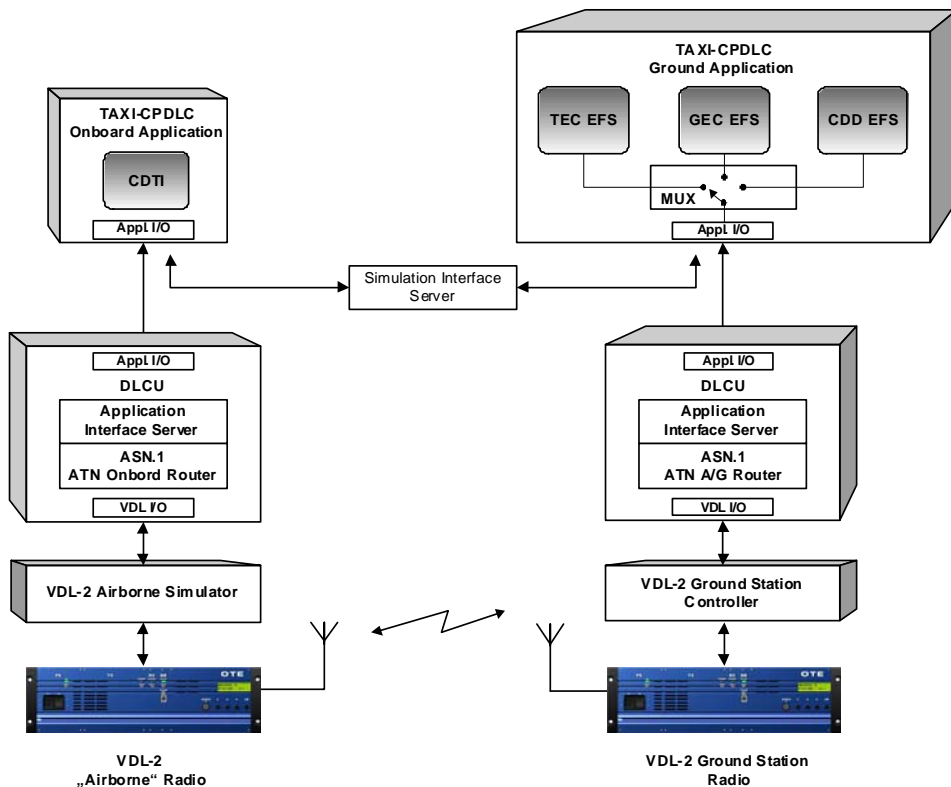 TAXI-CPDLC
Ground Application
TEC EFS
GEC EFS
CDD EFS
MUX
Appl. I/O
TAXI-CPDLC
Onboard Application
CDTI
Appl. I/O
Simulation Interface
Server
Appl. I/O
DLCU
Application
Interface Server
ASN.1
ATN Onbord Router
VDL I/O
Appl. I/O
DLCU
Application
Interface Server
ASN.1
ATN A/G Router
VDL I/O
VDL-2 Airborne Simulator
VDL-2 Ground Station
Controller
OTE
OTE
VDL-2
„Airborne“ Radio
VDL-2 Ground Station
Radio